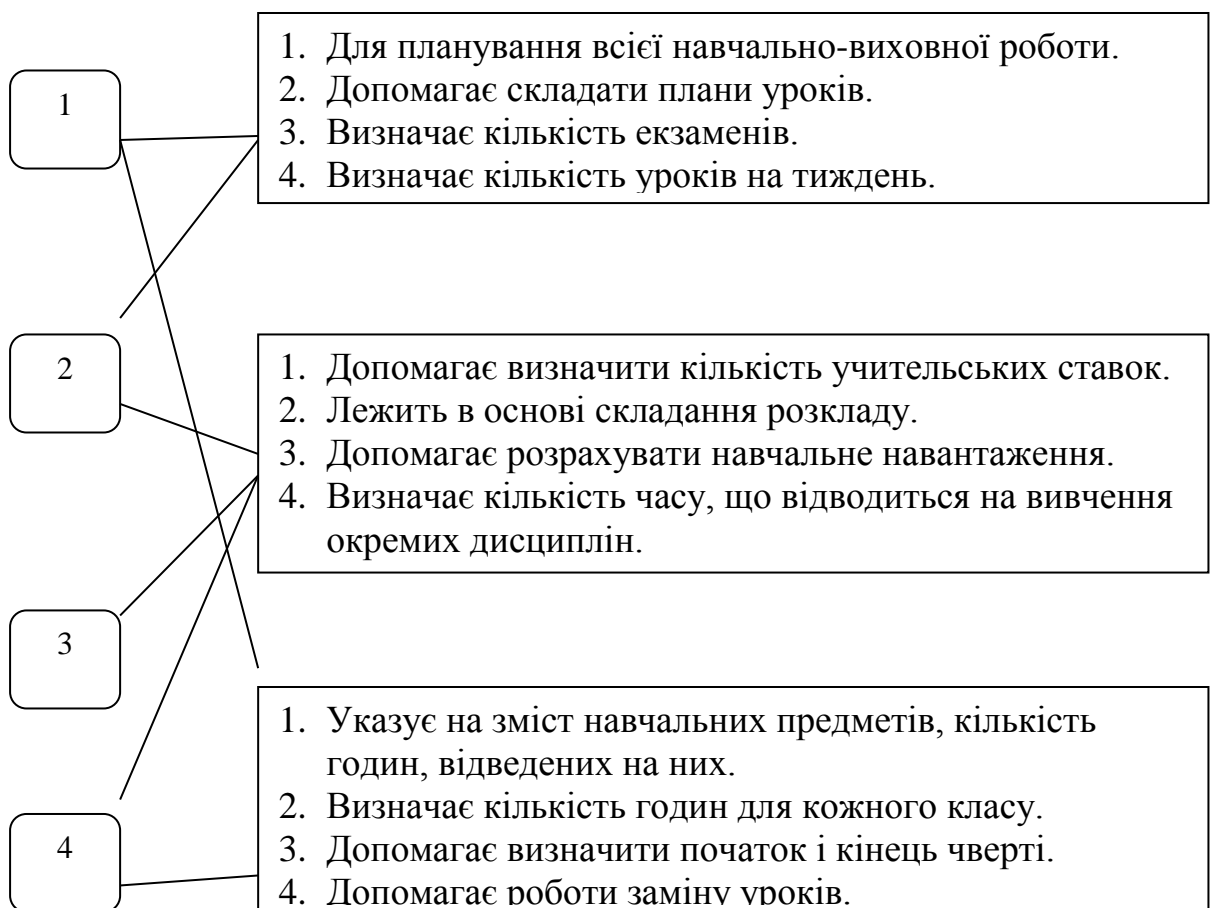 1
1. Для планування всієї навчально-виховної роботи.
2. Допомагає складати плани уроків.
3. Визначає кількість екзаменів.
4. Визначає кількість уроків на тиждень.
2
1. Допомагає визначити кількість учительських ставок.
2. Лежить в основі складання розкладу.
3. Допомагає розрахувати навчальне навантаження.
4. Визначає кількість часу, що відводиться на вивчення
окремих дисциплін.
3
1. Указує на зміст навчальних предметів, кількість
годин, відведених на них.
2. Визначає кількість годин для кожного класу.
4
3. Допомагає визначити початок і кінець чверті.
4. Допомагає роботи заміну уроків.